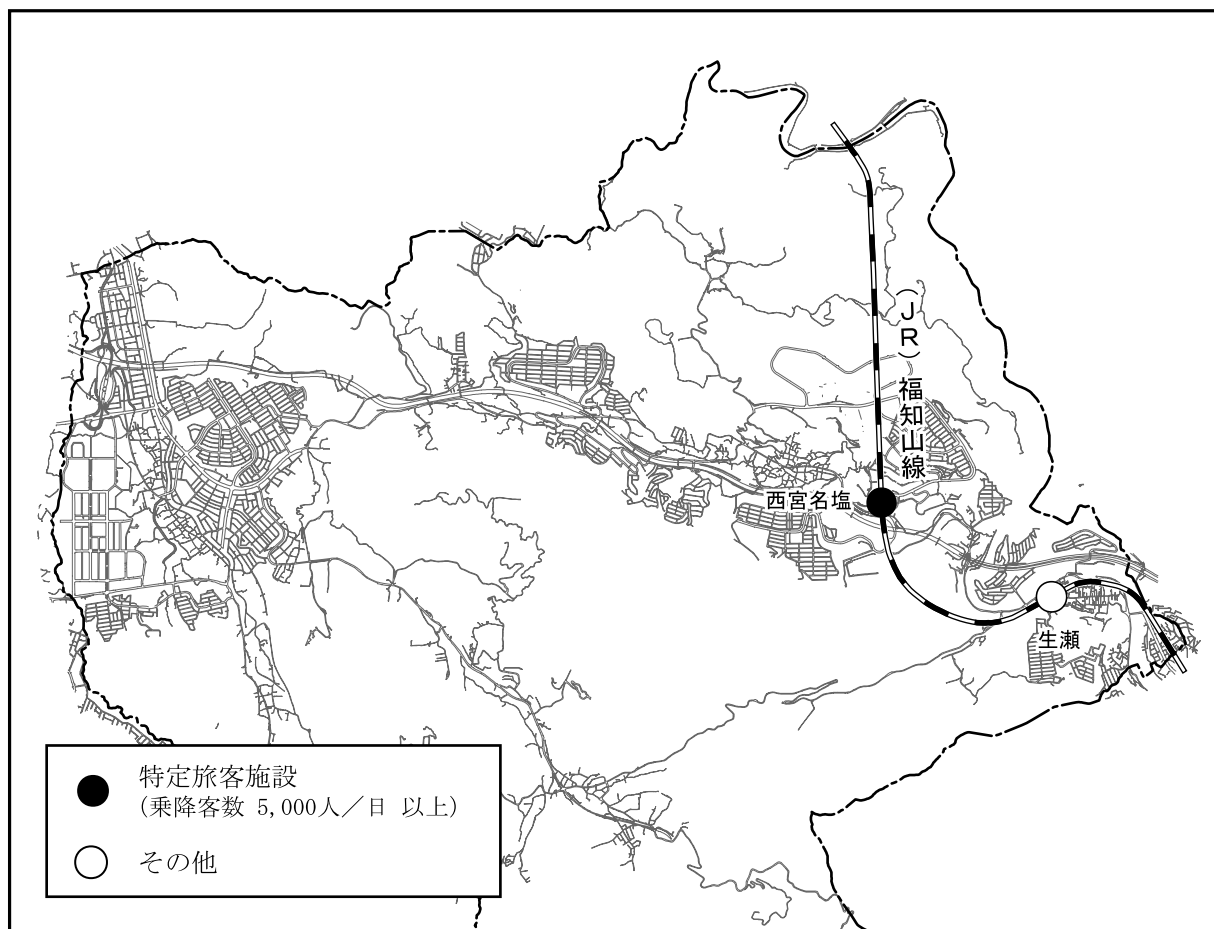 (JR)福知山線
西宮名塩
生瀬
特定旅客施設
(乗降客数 5,000人／日 以上)
その他